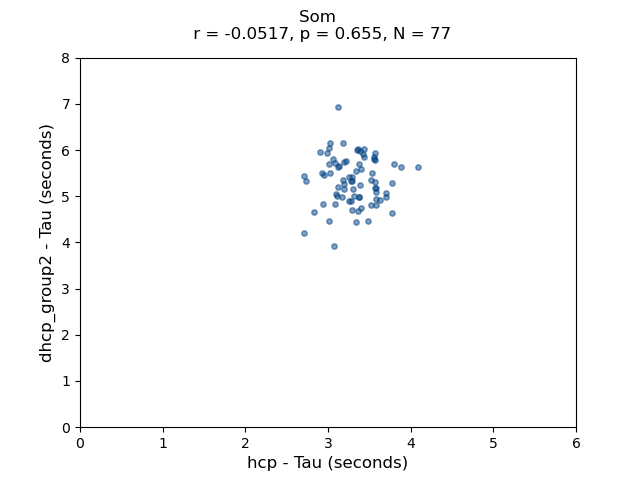 Som
r = -0.0517, p = 0.655, N = 77
8
7
6
5
4
3
2
1
0
dhcp_group2 - Tau (seconds)
0 1 2 3 4 5 6
hcp - Tau (seconds)